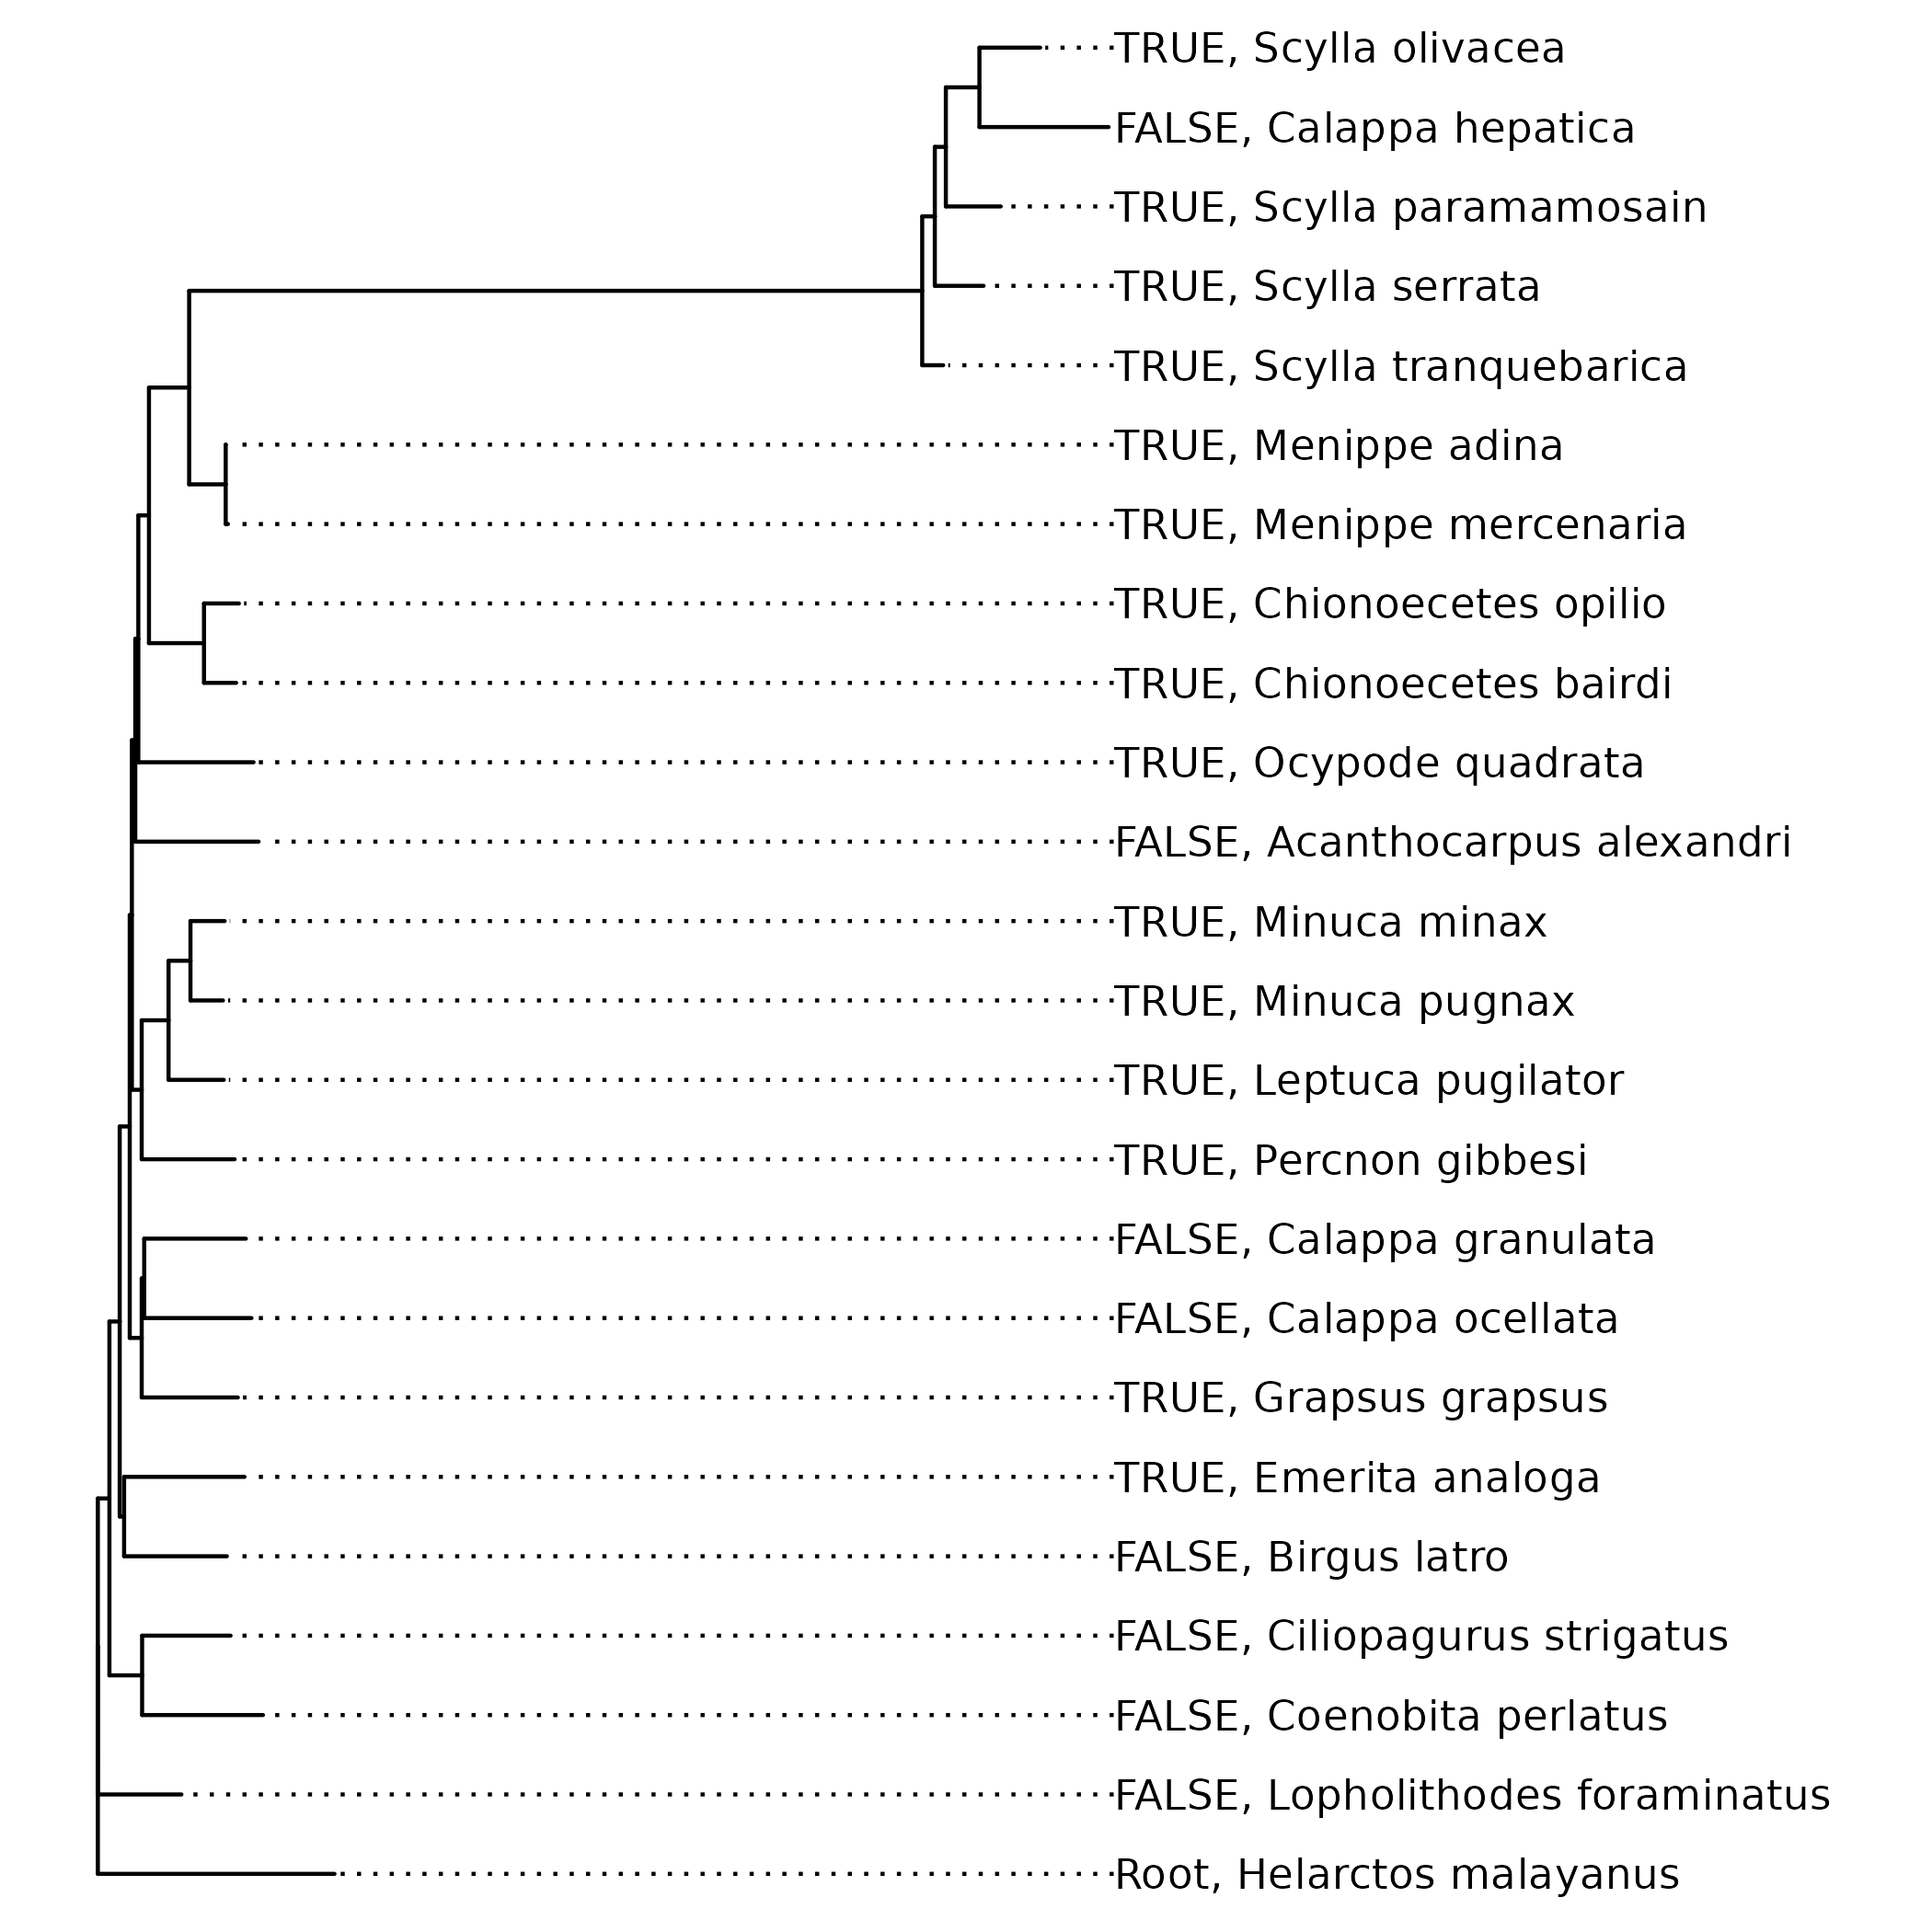 TRUE, Scylla olivacea
FALSE, Calappa hepatica
TRUE, Scylla paramamosain
TRUE, Scylla serrata
TRUE, Scylla tranquebarica
TRUE, Menippe adina
TRUE, Menippe mercenaria
TRUE, Chionoecetes opilio
TRUE, Chionoecetes bairdi
TRUE, Ocypode quadrata
FALSE, Acanthocarpus alexandri
TRUE, Minuca minax
TRUE, Minuca pugnax
TRUE, Leptuca pugilator
TRUE, Percnon gibbesi
FALSE, Calappa granulata
FALSE, Calappa ocellata
TRUE, Grapsus grapsus
TRUE, Emerita analoga
FALSE, Birgus latro
FALSE, Ciliopagurus strigatus
FALSE, Coenobita perlatus
FALSE, Lopholithodes foraminatus
Root, Helarctos malayanus